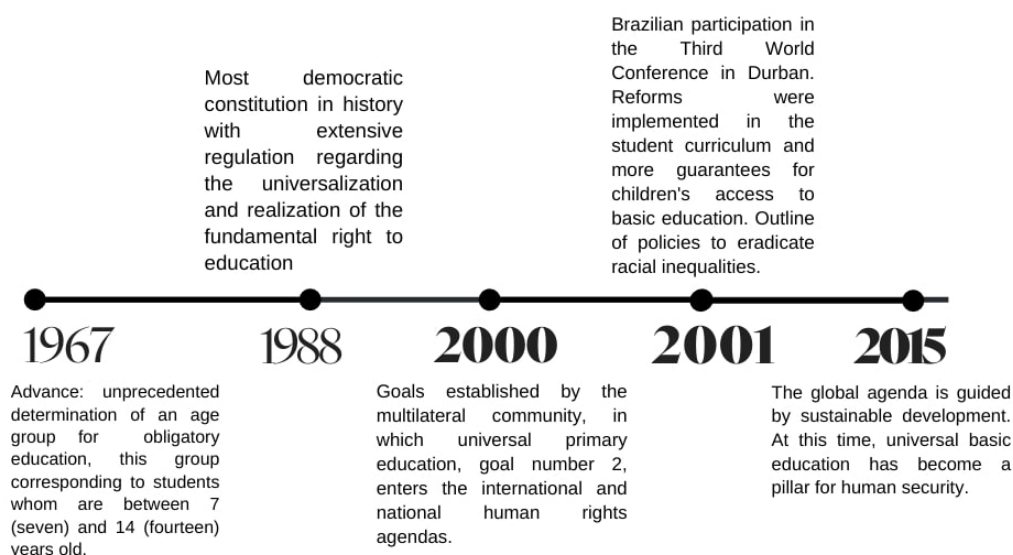 Brazilian participation in
the Third World
Conference in Durban.
Reforms were
implemented in the
student curriculum and
more guarantees for
children's access to
basic education. Outline
of policies to eradicate
racial inequalities.
Most democratic
constitution in history
with extensive
regulation regarding
the universalization
and realization of the
fundamental right to
education
1967
1988
2000
2001
2015
Advance: unprecedented
determination of an age
group for obligatory
education, this group
corresponding to students
whom are between 7
(seven) and 14 (fourteen)
years old.
Goals established by the
multilateral community, in
which universal primary
education, goal number 2,
enters the international and
national human rights
agendas.
The global agenda is guided
by sustainable development.
At this time, universal basic
education has become a
pillar for human security.